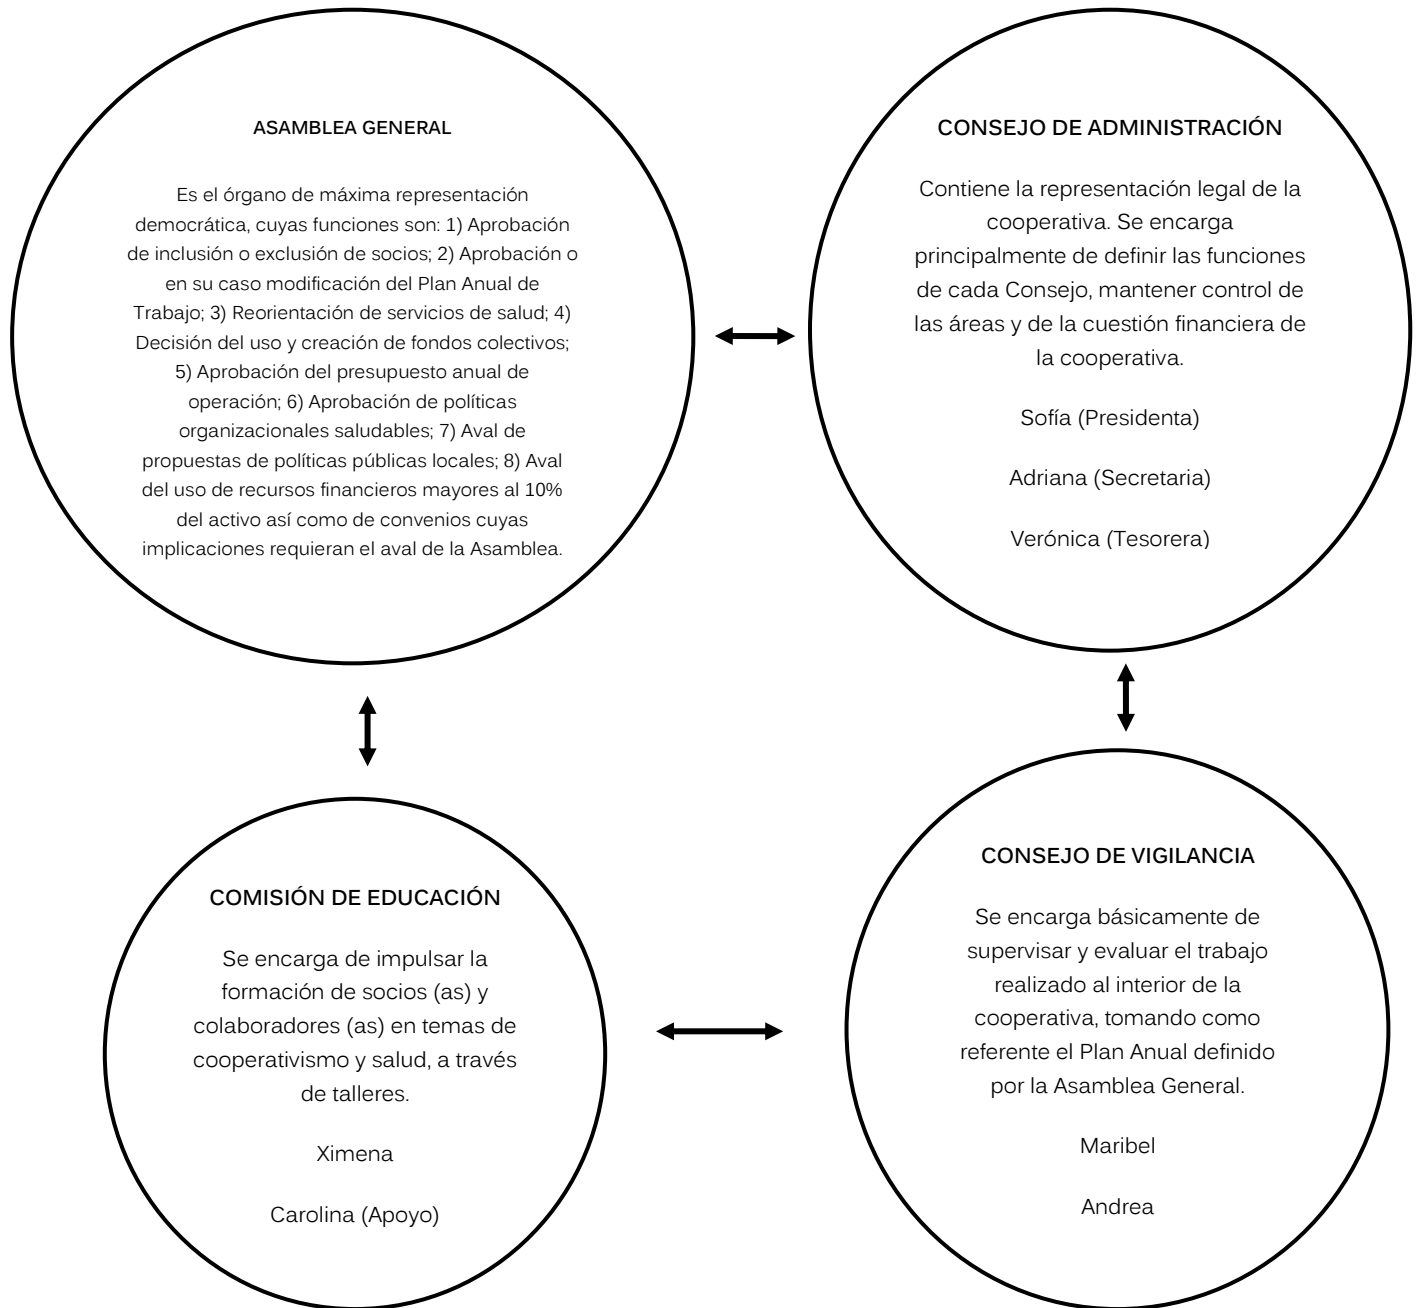 ASAMBLEA GENERAL
Es el órgano de máxima representación
democrática, cuyas funciones son: 1) Aprobación
de inclusión o exclusión de socios; 2) Aprobación o
en su caso modificación del Plan Anual de
Trabajo; 3) Reorientación de servicios de salud; 4)
Decisión del uso y creación de fondos colectivos;
5) Aprobación del presupuesto anual de
operación; 6) Aprobación de políticas
organizacionales saludables; 7) Aval de
propuestas de políticas públicas locales; 8) Aval
del uso de recursos financieros mayores al 10%
del activo así como de convenios cuyas
implicaciones requieran el aval de la Asamblea.
CONSEJO DE ADMINISTRACIÓN
Contiene la representación legal de la
cooperativa. Se encarga
principalmente de definir las funciones
de cada Consejo, mantener control de
las áreas y de la cuestión financiera de
la cooperativa.
Sofía (Presidenta)
Adriana (Secretaria)
Verónica (Tesorera)
COMISIÓN DE EDUCACIÓN
Se encarga de impulsar la
formación de socios (as) y
colaboradores (as) en temas de
cooperativismo y salud, a través
de talleres.
Ximena
Carolina (Apoyo)
CONSEJO DE VIGILANCIA
Se encarga básicamente de
supervisar y evaluar el trabajo
realizado al interior de la
cooperativa, tomando como
referente el Plan Anual definido
por la Asamblea General.
Maribel
Andrea